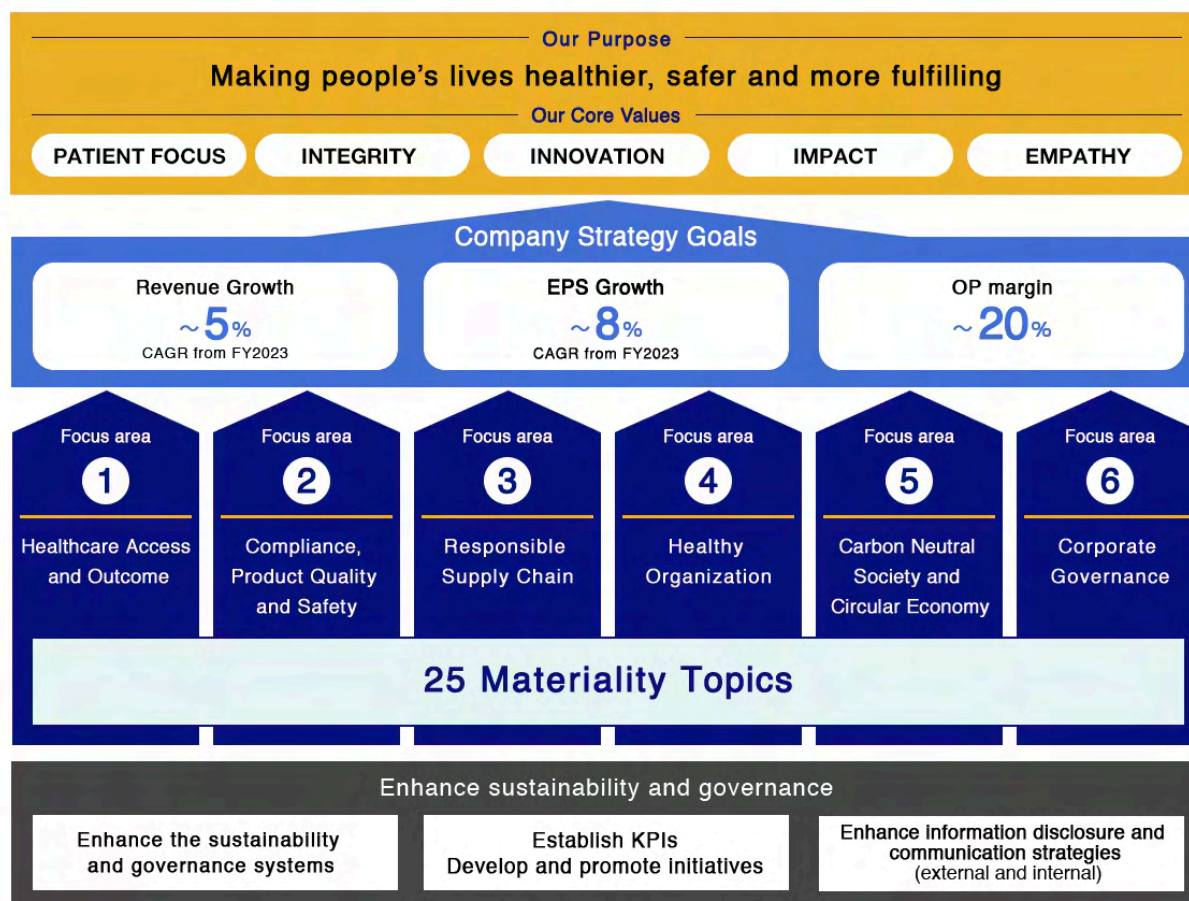 Our Purpose
Making people’s lives healthier, safer and more fulfilling
Our Core Values
PATIENT FOCUS
INTEGRITY
INNOVATION
IMPACT
EMPATHY
Company Strategy Goals
Revenue Growth
~5%
CAGR from FY2023
EPS Growth
~8%
CAGR from FY2023
OP margin
~20%
Focus area
1
Healthcare Access
and Outcome
Focus area
2
Compliance,
Product Quality
and Safety
Focus area
3
Responsible
Supply Chain
Focus area
4
Healthy
Organization
Focus area
5
Carbon Neutral
Society and
Circular Economy
Focus area
6
Corporate
Governance
25 Materiality Topics
Enhance sustainability and governance
Enhance the sustainability
and governance systems
Establish KPIs
Develop and promote initiatives
Enhance information disclosure and
communication strategies
(external and internal)